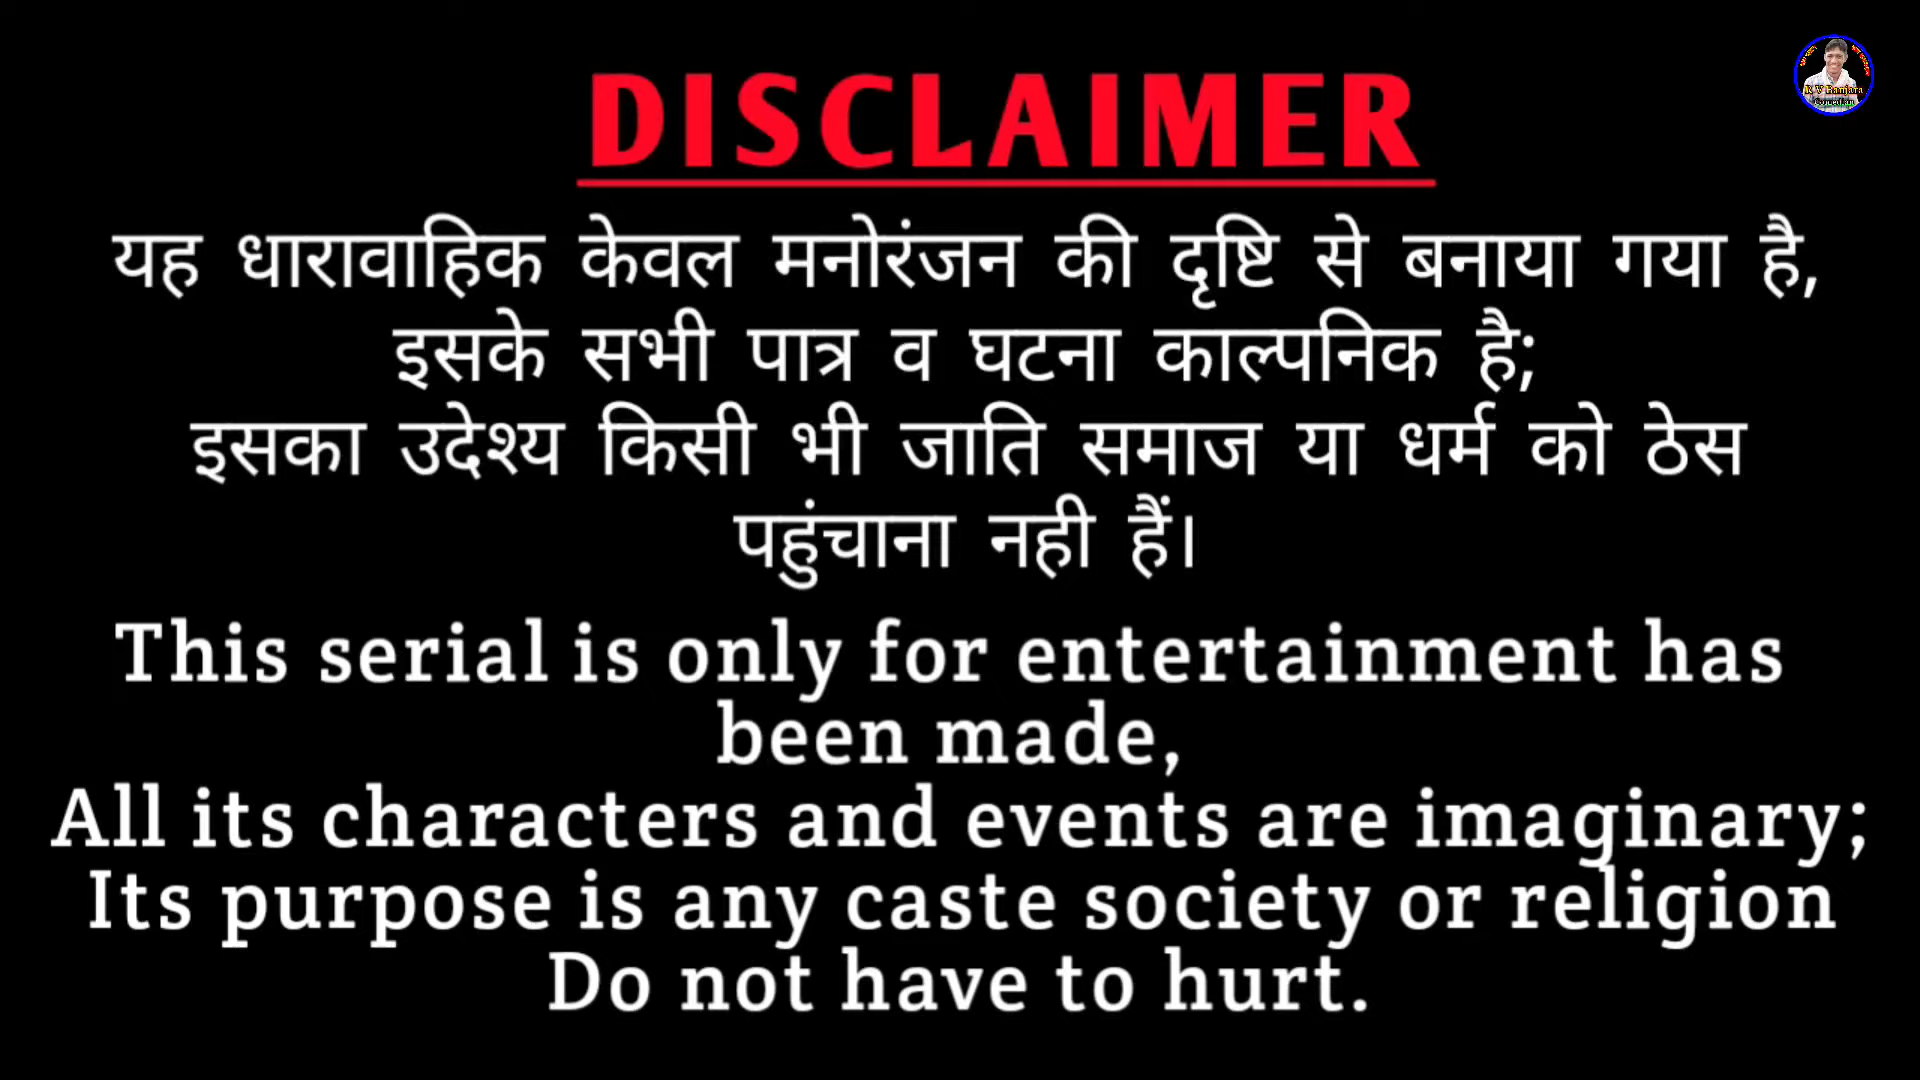 DISCLAIMER
R V Banjara
Comedian
यह धारावाहिक केवल मनोरंजन की दृष्टि से बनाया गया है,
इसके सभी पात्र व घटना काल्पनिक है;
इसका उदेश्य किसी भी जाति समाज या धर्म को ठेस
पहुंचाना नही हैं।
This serial is only for entertainment has
been made,
All its characters and events are imaginary;
Its purpose is any caste society or religion
Do not have to hurt.